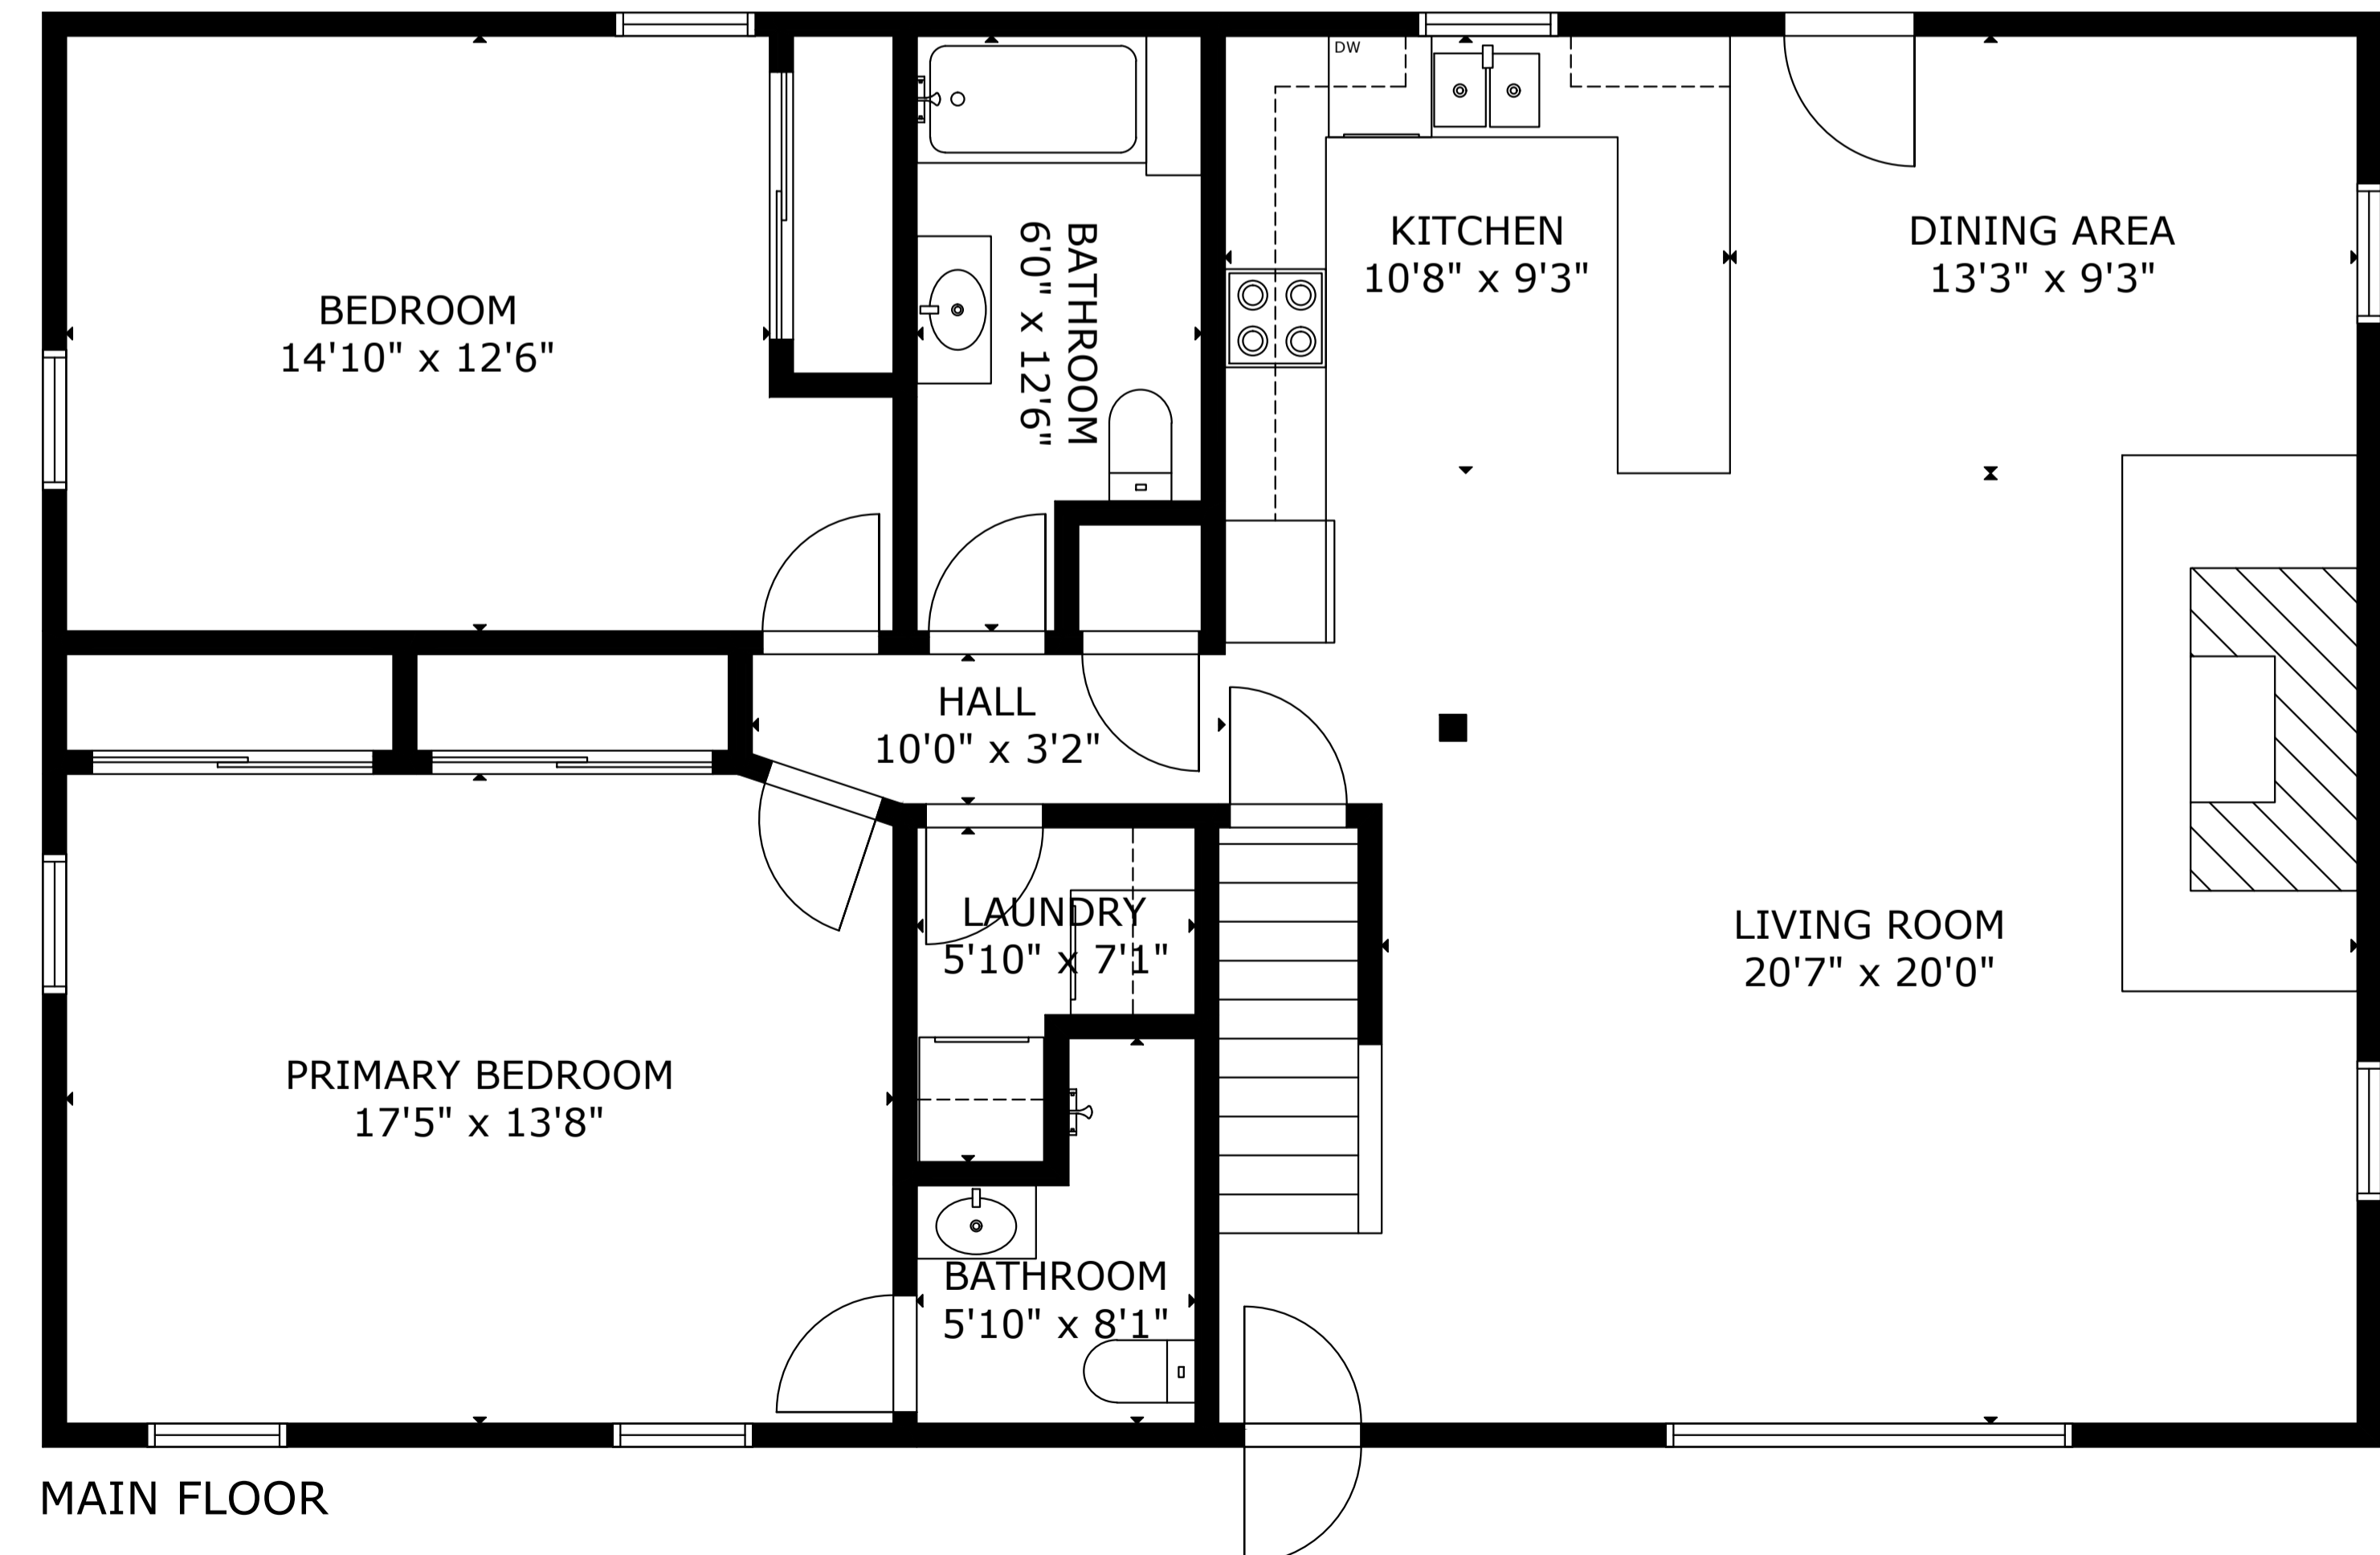 DW
KITCHEN
10'8" x 9'3"
DINING AREA
13'3" x 9'3"
BATHROOM
6'0" x 12'6"
BEDROOM
14'10" x 12'6"
HALL
10'0" x 3'2"
LAUNDRY
5'10" x 7'1"
LIVING ROOM
20'7" x 20'0"
PRIMARY BEDROOM
17'5" x 13'8"
BATHROOM
5'10" x 8'1"
MAIN FLOOR